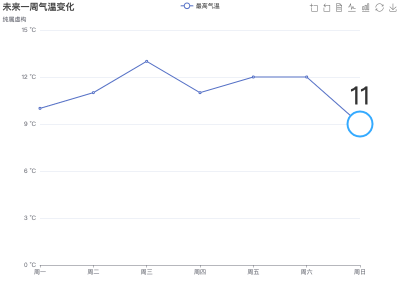 未来一周气温变化
纯属虚构
最高气温
15 °C
12 °C
9 °C
6 °C
3 °C
0 °C
11
周一 周二 周三 周四 周五 周六 周日